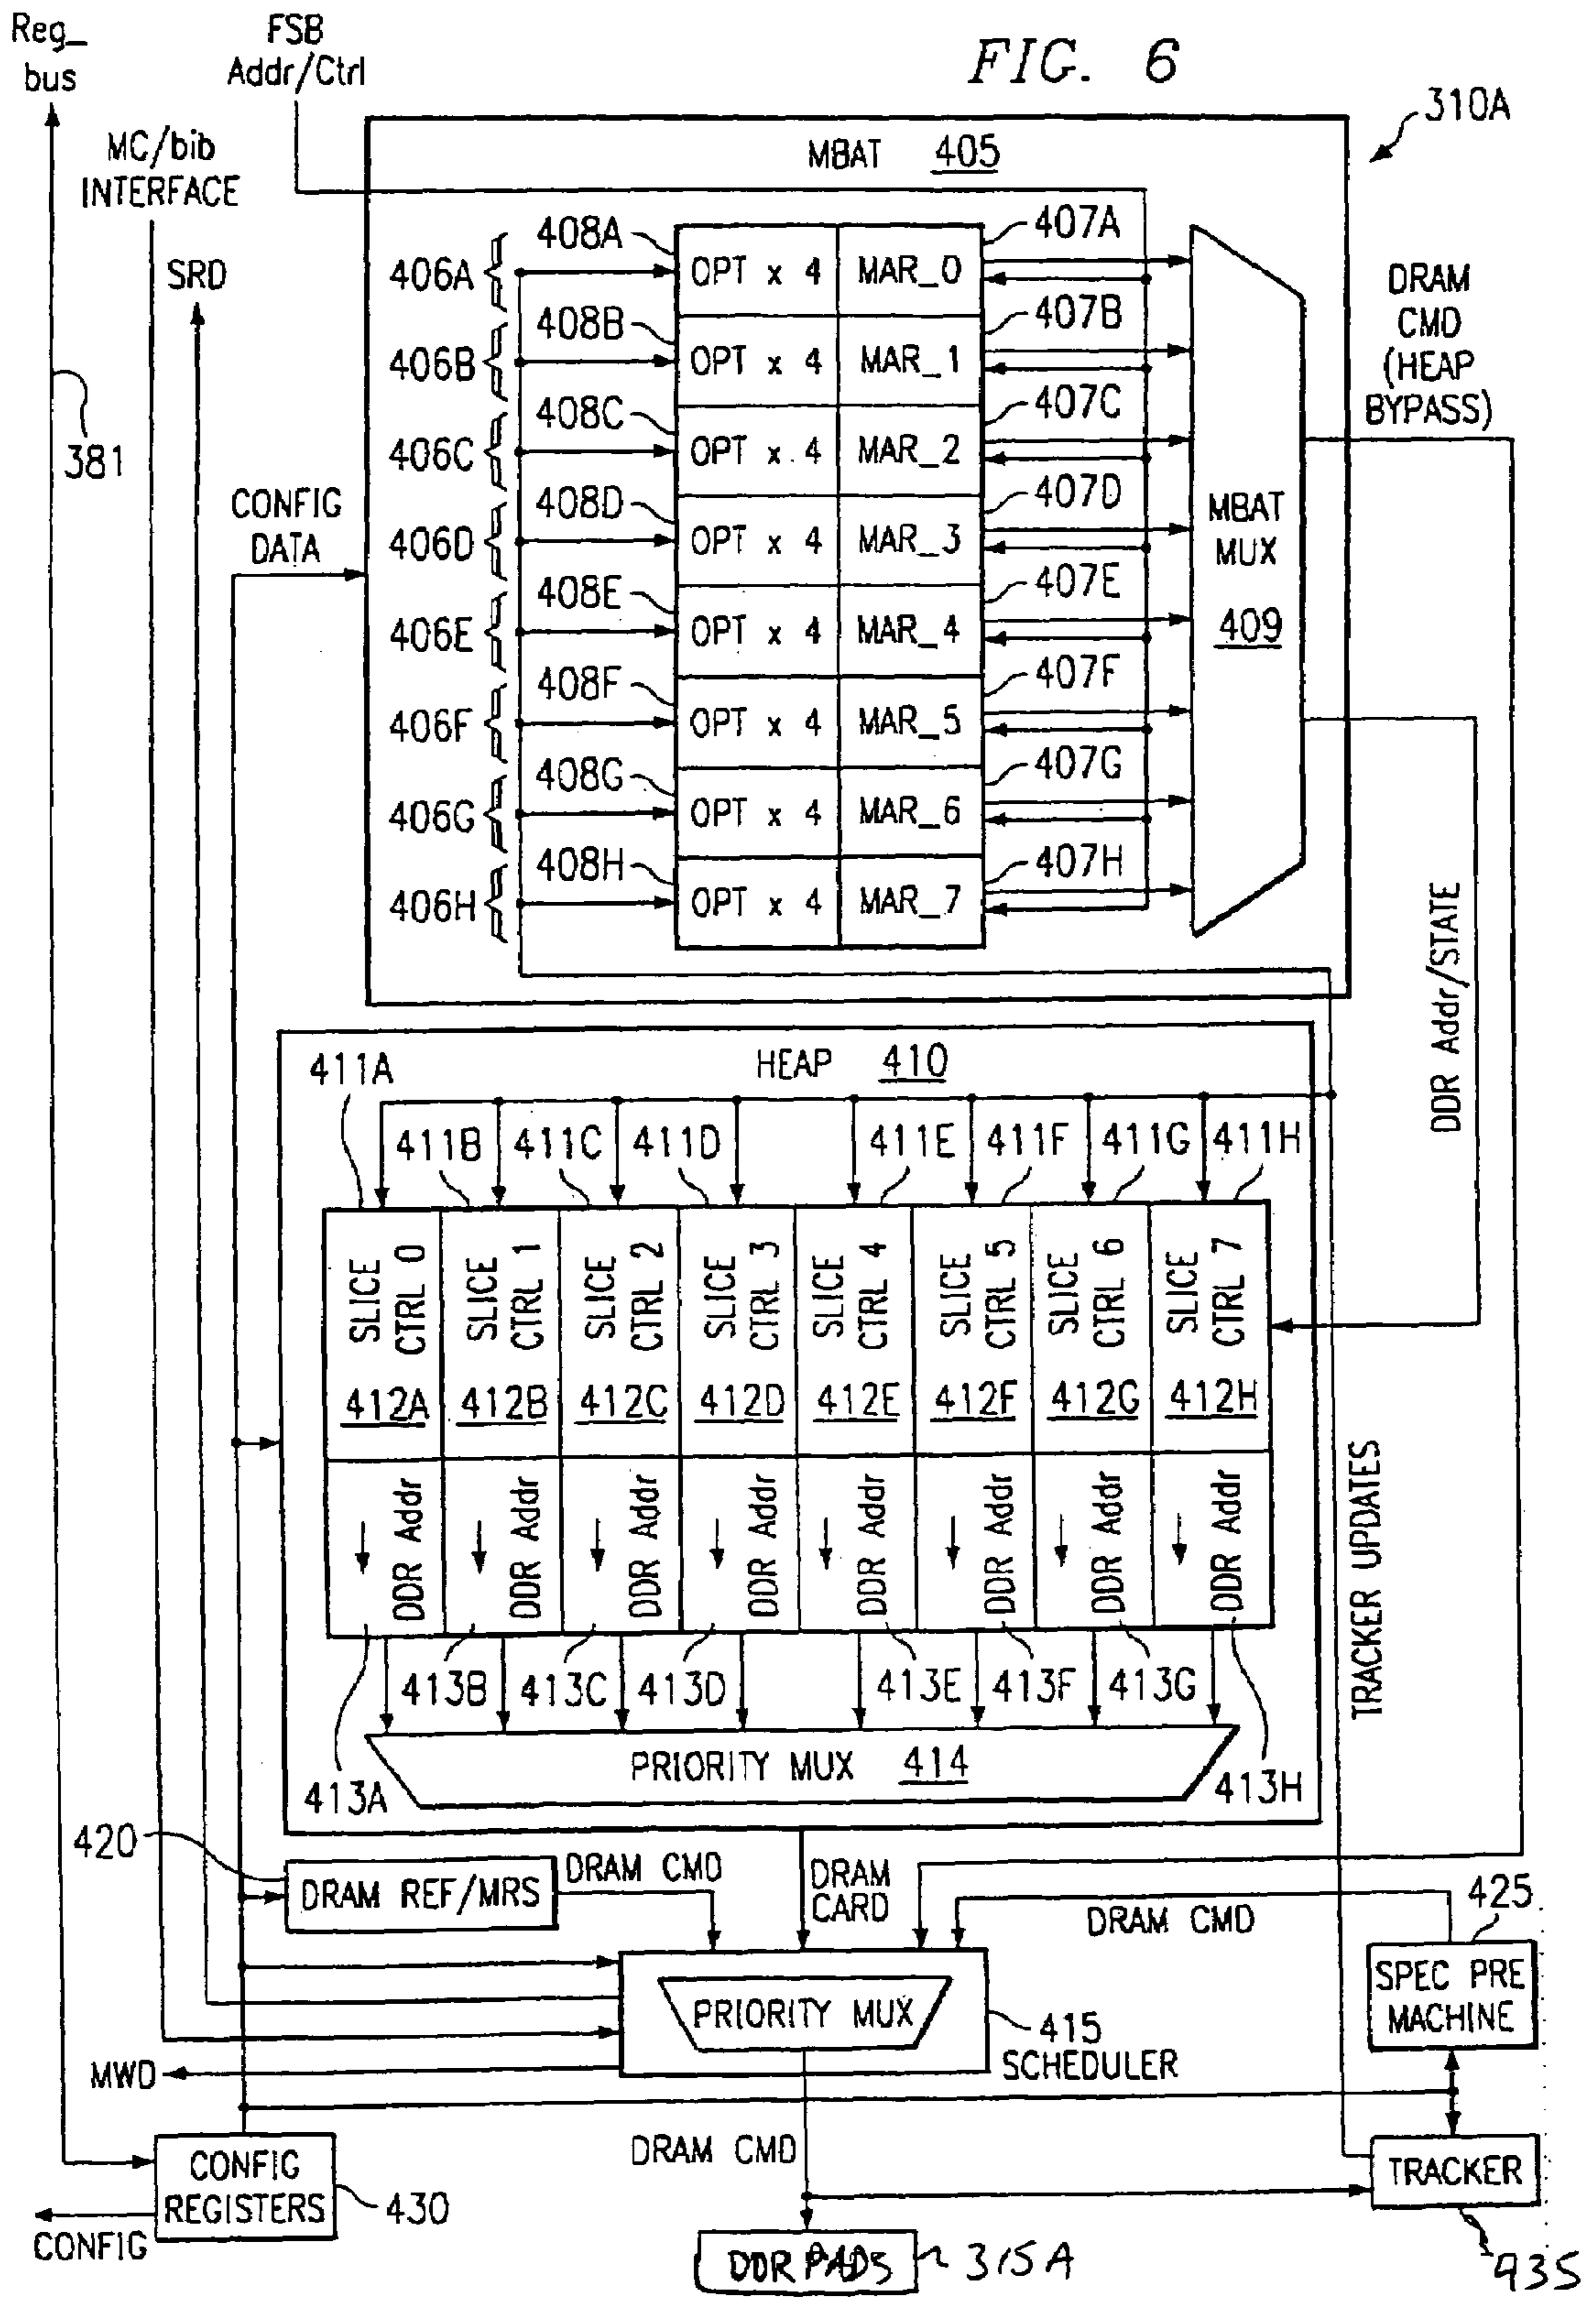 FIG. 6
Reg_
bus
FSB
Addr/Ctrl
MC/bib
INTERFACE
SRD
381
310A
MBAT 405
CONFIG
DATA
406A 408A OPT x 4 MAR_0 407A
406B 408B OPT x 4 MAR_1 407B
406C 408C OPT x 4 MAR_2 407C
406D 408D OPT x 4 MAR_3 407D
406E 408E OPT x 4 MAR_4 407E
406F 408F OPT x 4 MAR_5 407F
406G 408G OPT x 4 MAR_6 407G
406H 408H OPT x 4 MAR_7 407H
MBAT
MUX
409
DRAM
CMD
(HEAP
BYPASS)
DDR Addr/STATE
HEAP 410
411A
411B 411C 411D 411E 411F 411G 411H
SLICE CTRL 0
SLICE CTRL 1
SLICE CTRL 2
SLICE CTRL 3
SLICE CTRL 4
SLICE CTRL 5
SLICE CTRL 6
SLICE CTRL 7
412A 412B 412C 412D 412E 412F 412G 412H
DDR Addr
DDR Addr
DDR Addr
DDR Addr
DDR Addr
DDR Addr
DDR Addr
DDR Addr
TRACKER UPDATES
413B 413C 413D 413E 413F 413G
413A PRIORITY MUX 414 413H
420
DRAM REF/MRS
DRAM CMD
DRAM
CARD
DRAM CMD
425
SPEC PRE
MACHINE
PRIORITY MUX
415
SCHEDULER
MWD
DRAM CMD
CONFIG
REGISTERS
430
CONFIG
TRACKER
435
DDR PADS
315A